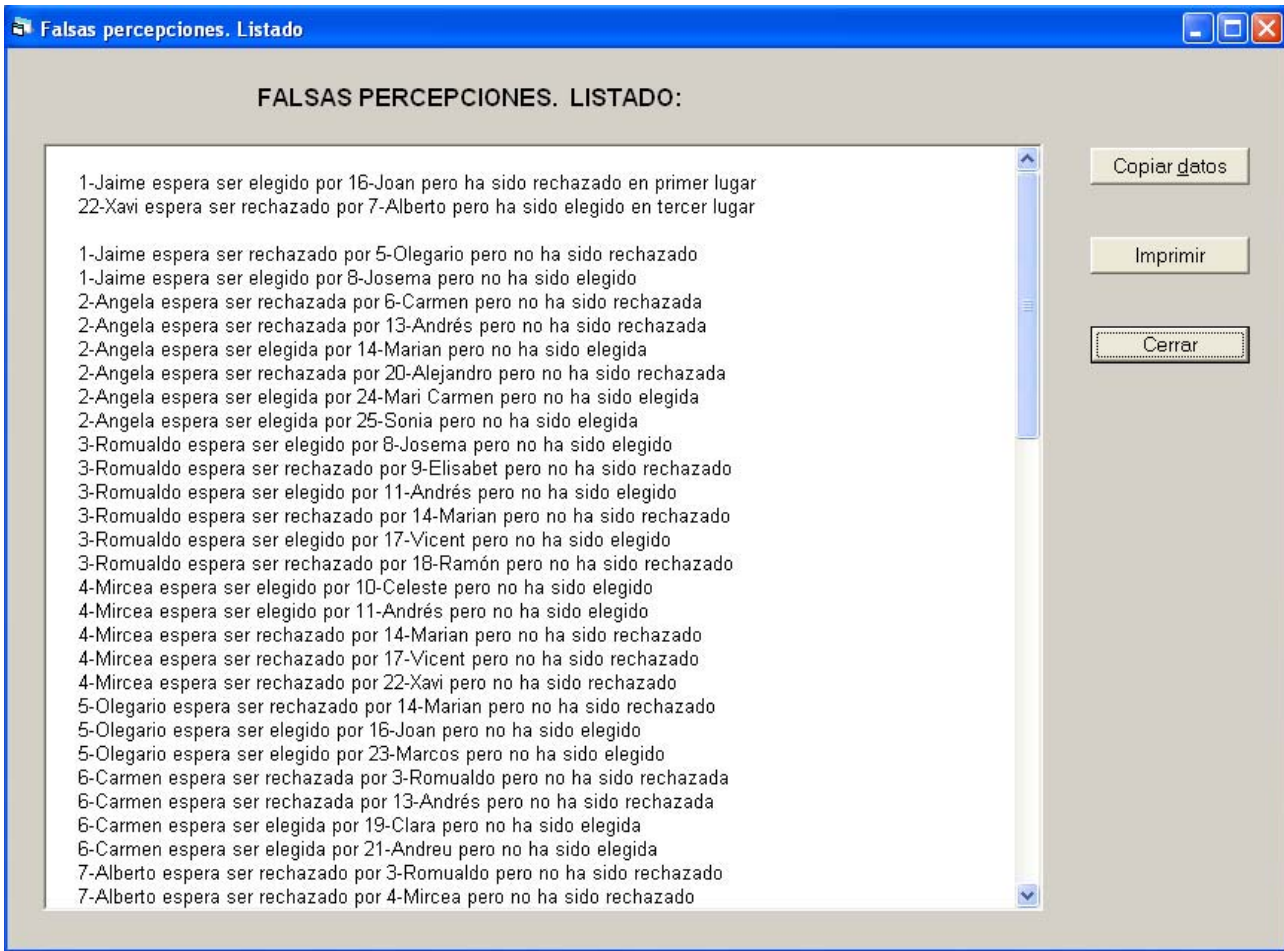 Falsas percepciones. Listado
FALSAS PERCEPCIONES. LISTADO:
1-Jaime espera ser elegido por 16-Joan pero ha sido rechazado en primer lugar
22-Xavi espera ser rechazado por 7-Alberto pero ha sido elegido en tercer lugar
1-Jaime espera ser rechazado por 5-Olegario pero no ha sido rechazado
1-Jaime espera ser elegido por 8-Josema pero no ha sido elegido
2-Angela espera ser rechazada por 6-Carmen pero no ha sido rechazada
2-Angela espera ser rechazada por 13-Andrés pero no ha sido rechazada
2-Angela espera ser elegida por 14-Marian pero no ha sido elegida
2-Angela espera ser rechazada por 20-Alejandro pero no ha sido rechazada
2-Angela espera ser elegida por 24-Mari Carmen pero no ha sido elegida
2-Angela espera ser elegida por 25-Sonia pero no ha sido elegida
3-Romualdo espera ser elegido por 8-Josema pero no ha sido elegido
3-Romualdo espera ser rechazado por 9-Elisabet pero no ha sido rechazado
3-Romualdo espera ser elegido por 11-Andrés pero no ha sido elegido
3-Romualdo espera ser rechazado por 14-Marian pero no ha sido rechazado
3-Romualdo espera ser elegido por 17-Vicent pero no ha sido elegido
3-Romualdo espera ser rechazado por 18-Ramón pero no ha sido rechazado
4-Mircea espera ser elegido por 10-Celeste pero no ha sido elegido
4-Mircea espera ser elegido por 11-Andrés pero no ha sido elegido
4-Mircea espera ser rechazado por 14-Marian pero no ha sido rechazado
4-Mircea espera ser rechazado por 17-Vicent pero no ha sido rechazado
4-Mircea espera ser rechazado por 22-Xavi pero no ha sido rechazado
5-Olegario espera ser rechazado por 14-Marian pero no ha sido rechazado
5-Olegario espera ser elegido por 16-Joan pero no ha sido elegido
5-Olegario espera ser elegido por 23-Marcos pero no ha sido elegido
6-Carmen espera ser rechazada por 3-Romualdo pero no ha sido rechazada
6-Carmen espera ser rechazada por 13-Andrés pero no ha sido rechazada
6-Carmen espera ser elegida por 19-Clara pero no ha sido elegida
6-Carmen espera ser elegida por 21-Andreu pero no ha sido elegida
7-Alberto espera ser rechazado por 3-Romualdo pero no ha sido rechazado
7-Alberto espera ser rechazado por 4-Mircea pero no ha sido rechazado
Copiar datos
Imprimir
Cerrar